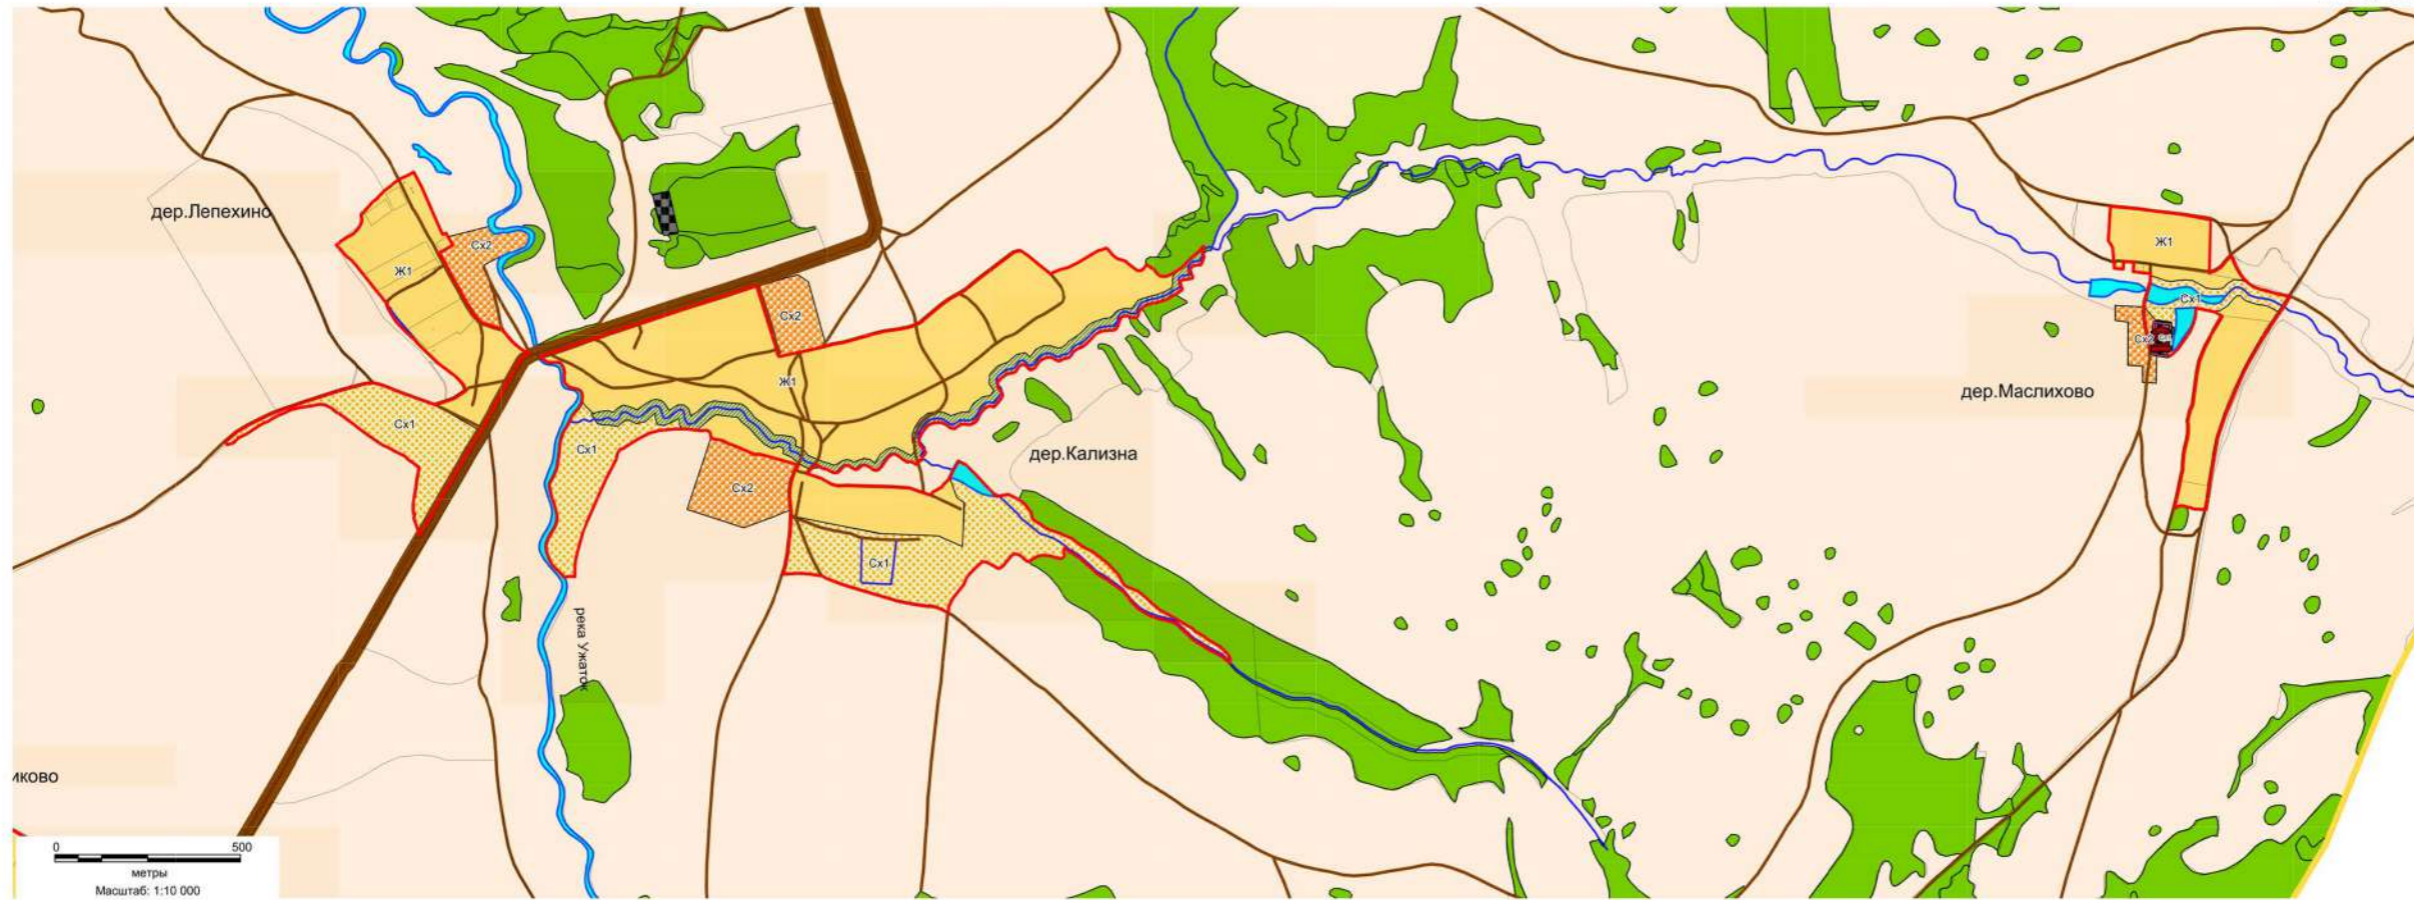 дер.Лепехино
Сх2
Ж1
Ж1
Сх1
Сх2
Сх2
Ж1
дер.Маслихово
Сх1
Сх1
дер.Кализна
Сх2
Сх1
река Ужаток
иково
0 500
метры
Масштаб: 1:10 000